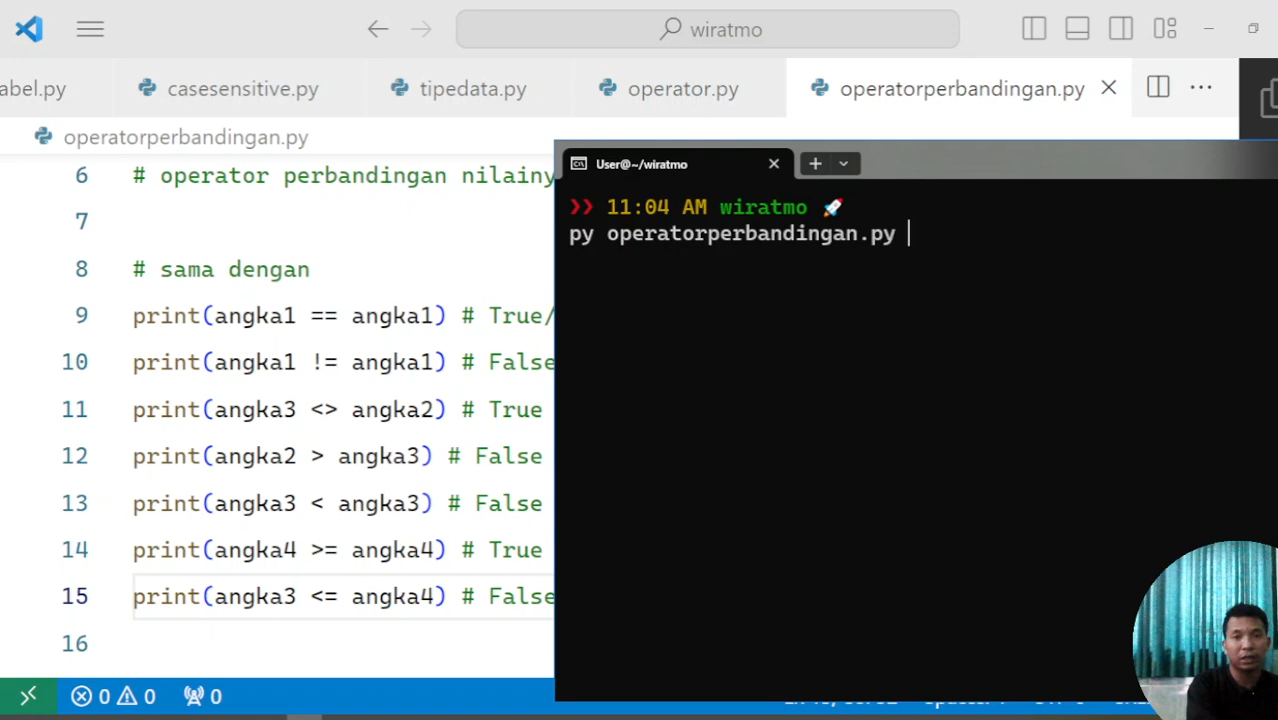 wiratmo
abel.py
casesensitive.py
tipedata.py
operator.py
operatorperbandingan.py
operatorperbandingan.py
6 # operator perbandingan nilainy
7
8 # sama dengan
9 print(angka1 == angka1) # True/
10 print(angka1 != angka1) # False
11 print(angka3 <> angka2) # True
12 print(angka2 > angka3) # False
13 print(angka3 < angka3) # False
14 print(angka4 >= angka4) # True
15 print(angka3 <= angka4) # False
16
User@~/wiratmo
11:04 AM wiratmo 🚀
py operatorperbandingan.py
0 0 0